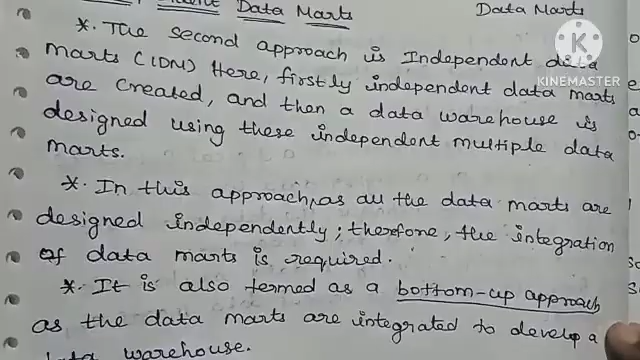 Data Marts Data Marts
*. The second approach is Independent data
marts (IDM) Here, firstly independent data marts
are created, and then a data warehouse is
designed using these independent multiple data
marts.
*. In this approach, as all the data marts are
designed independently; therefore, the integration
of data marts is required.
*. It is also termed as a bottom-up approach
as the data marts are integrated to develop a
warehouse.
K
KINEMASTER